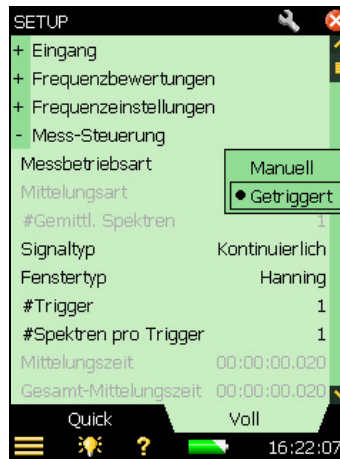 SETUP
+ Eingang
+ Frequenzbewertungen
+ Frequenzeinstellungen
- Mess-Steuerung
Messbetriebsart
Manuell
Getriggert
Mittelungsart
#Gemittl. Spektren 1
Signaltyp Kontinuierlich
Fenstertyp Hanning
#Trigger 1
#Spektren pro Trigger 1
Mittelungszeit 00:00:00.020
Gesamt-Mittelungszeit 00:00:00.020
Quick Voll
? 16:22:07